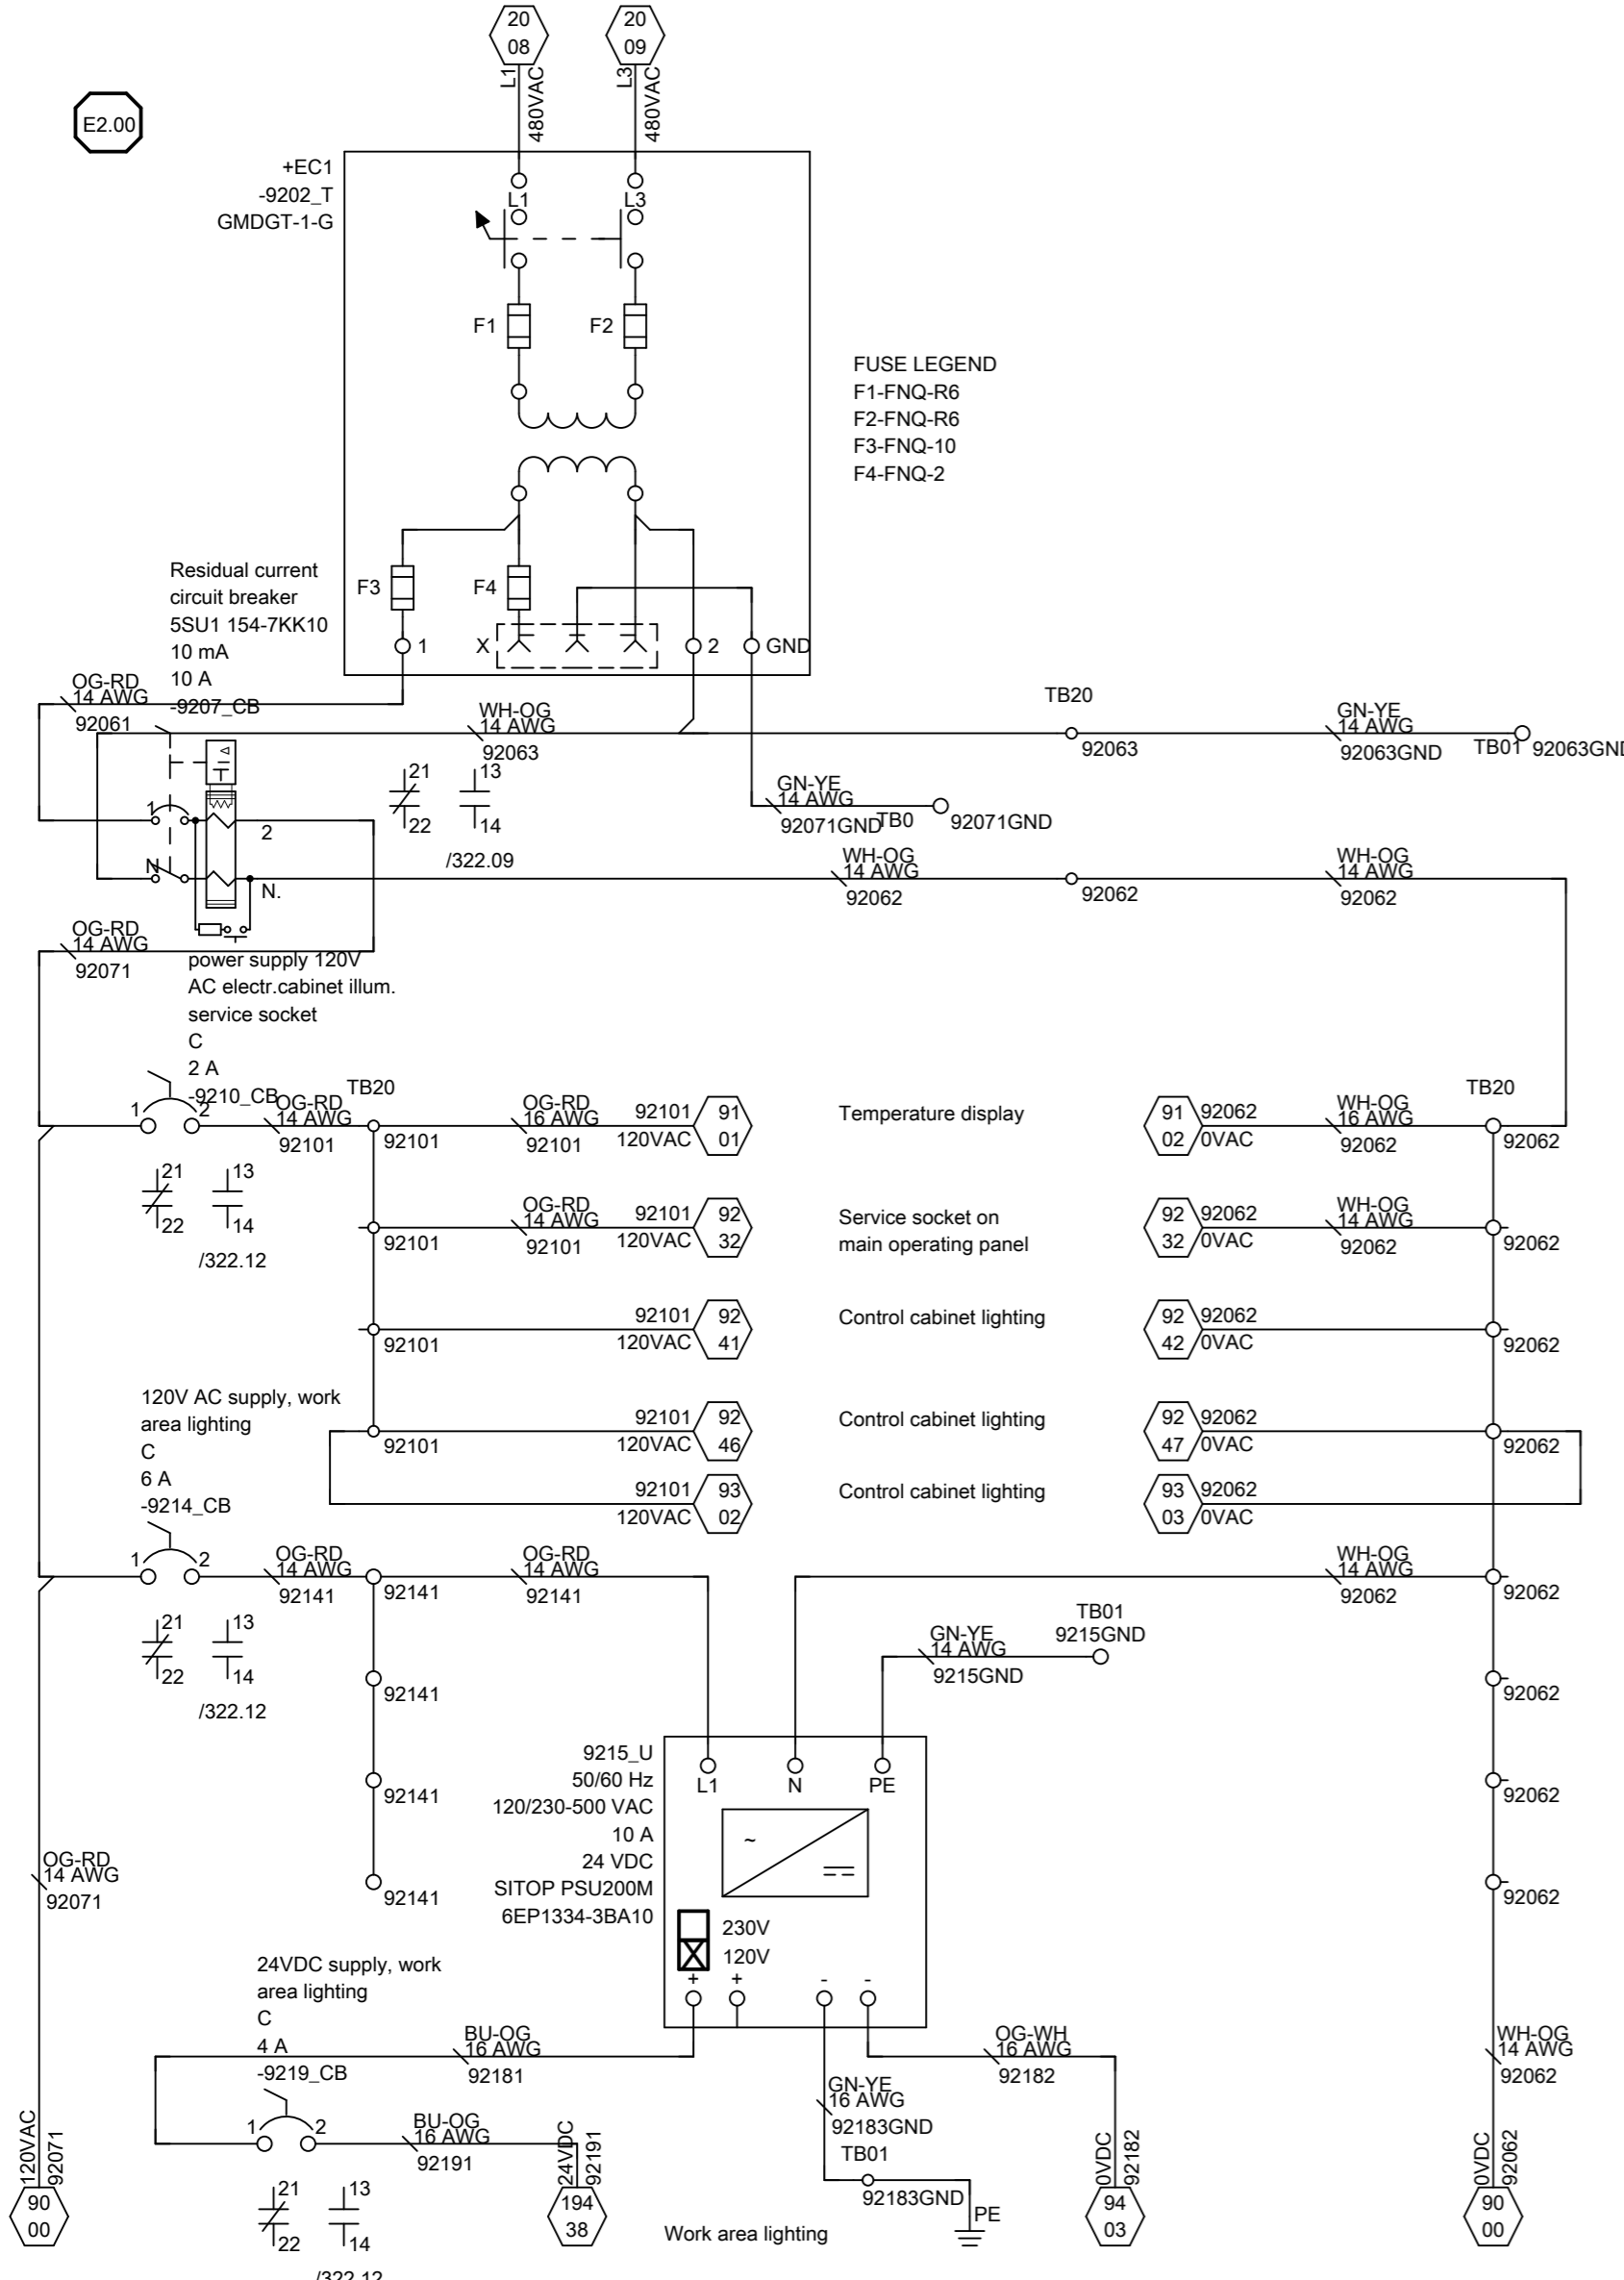 20
08
20
09
L1
480VAC
L3
480VAC
E2.00
+EC1
-9202_T
GMDGT-1-G
L1
L3
F1
F2
FUSE LEGEND
F1-FNQ-R6
F2-FNQ-R6
F3-FNQ-10
F4-FNQ-2
F3
F4
1
X
2
GND
Residual current
circuit breaker
5SU1 154-7KK10
10 mA
10 A
-9207_CB
OG-RD
14 AWG
92061
WH-OG
14 AWG
92063
TB20
92063
GN-YE
14 AWG
92063GND
TB01
92063GND
21
22
13
14
/322.09
GN-YE
14 AWG
92071GND
TB0
92071GND
1
2
N
N.
WH-OG
14 AWG
92062
92062
WH-OG
14 AWG
92062
OG-RD
14 AWG
92071
power supply 120V
AC electr.cabinet illum.
service socket
C
2 A
-9210_CB
1
2
OG-RD
14 AWG
92101
TB20
92101
OG-RD
16 AWG
92101
92101
120VAC
91
01
Temperature display
91
02
92062
0VAC
WH-OG
16 AWG
92062
TB20
92062
21
22
13
14
/322.12
92101
OG-RD
14 AWG
92101
92101
120VAC
92
32
Service socket on
main operating panel
92
32
92062
0VAC
WH-OG
14 AWG
92062
92062
92101
92101
120VAC
92
41
Control cabinet lighting
92
42
92062
0VAC
92062
92101
92101
120VAC
92
46
Control cabinet lighting
92
47
92062
0VAC
92062
92101
120VAC
93
02
Control cabinet lighting
93
03
92062
0VAC
120V AC supply, work
area lighting
C
6 A
-9214_CB
1
2
OG-RD
14 AWG
92141
92141
OG-RD
14 AWG
92141
WH-OG
14 AWG
92062
92062
21
22
13
14
/322.12
92141
92141
92141
GN-YE
14 AWG
9215GND
TB01
9215GND
92062
92062
92062
9215_U
50/60 Hz
120/230-500 VAC
10 A
24 VDC
SITOP PSU200M
6EP1334-3BA10
L1
N
PE
~
230V
120V
+
+
-
-
OG-RD
14 AWG
92071
24VDC supply, work
area lighting
C
4 A
-9219_CB
1
2
BU-OG
16 AWG
92181
BU-OG
16 AWG
92191
OG-WH
16 AWG
92182
GN-YE
16 AWG
92183GND
TB01
92183GND
PE
WH-OG
14 AWG
92062
120VAC
92071
90
00
21
22
13
14
/322.12
24VDC
92191
194
38
Work area lighting
0VDC
92182
94
03
0VDC
92062
90
00